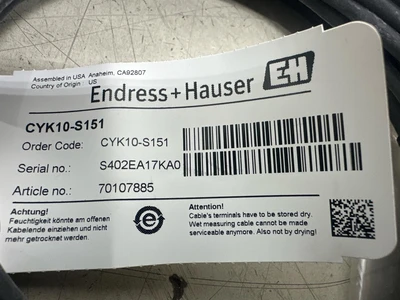 Assembled in USA Anaheim, CA92807
Country of Origin US
Endress+Hauser EH
CYK10-S151
Order Code: CYK10-S151
Serial no.: S402EA17KA0
Article no.: 70107885
Achtung!
Feuchtigkeit könnte am offenen
Kabelende einziehen und nicht
mehr getrocknet werden.
Attention!
Cable's terminals have to be stored dry.
Wet measuring cable cannot be made
serviceable anymore. Also not by drying!